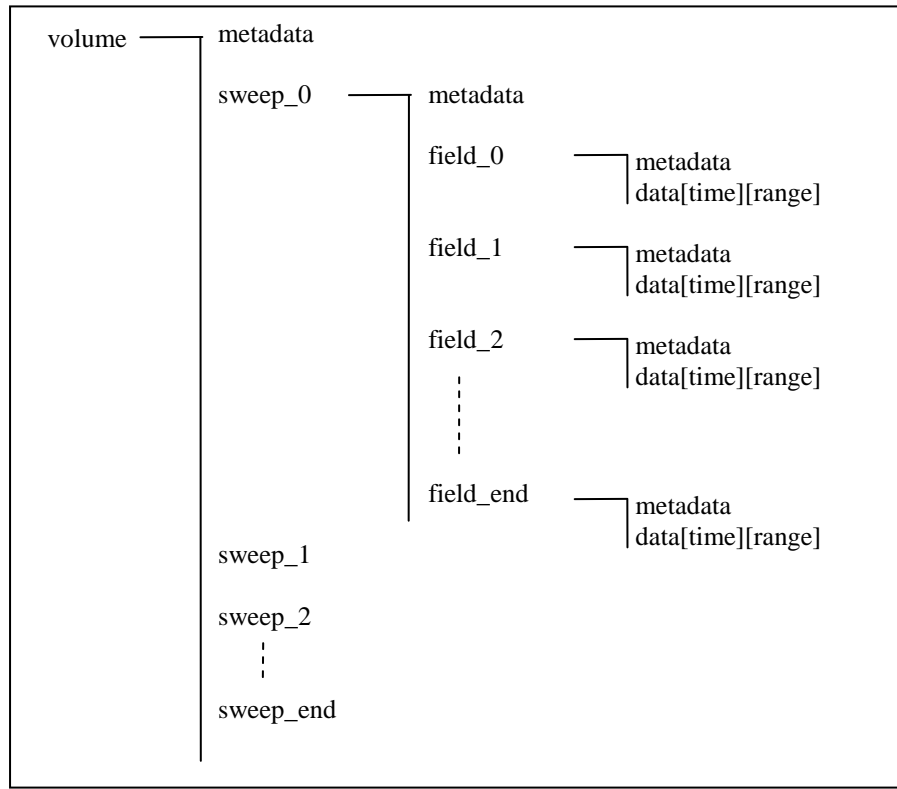 volume
metadata
sweep_0
metadata
field_0
metadata
data[time][range]
field_1
metadata
data[time][range]
field_2
metadata
data[time][range]
field_end
metadata
data[time][range]
sweep_1
sweep_2
sweep_end